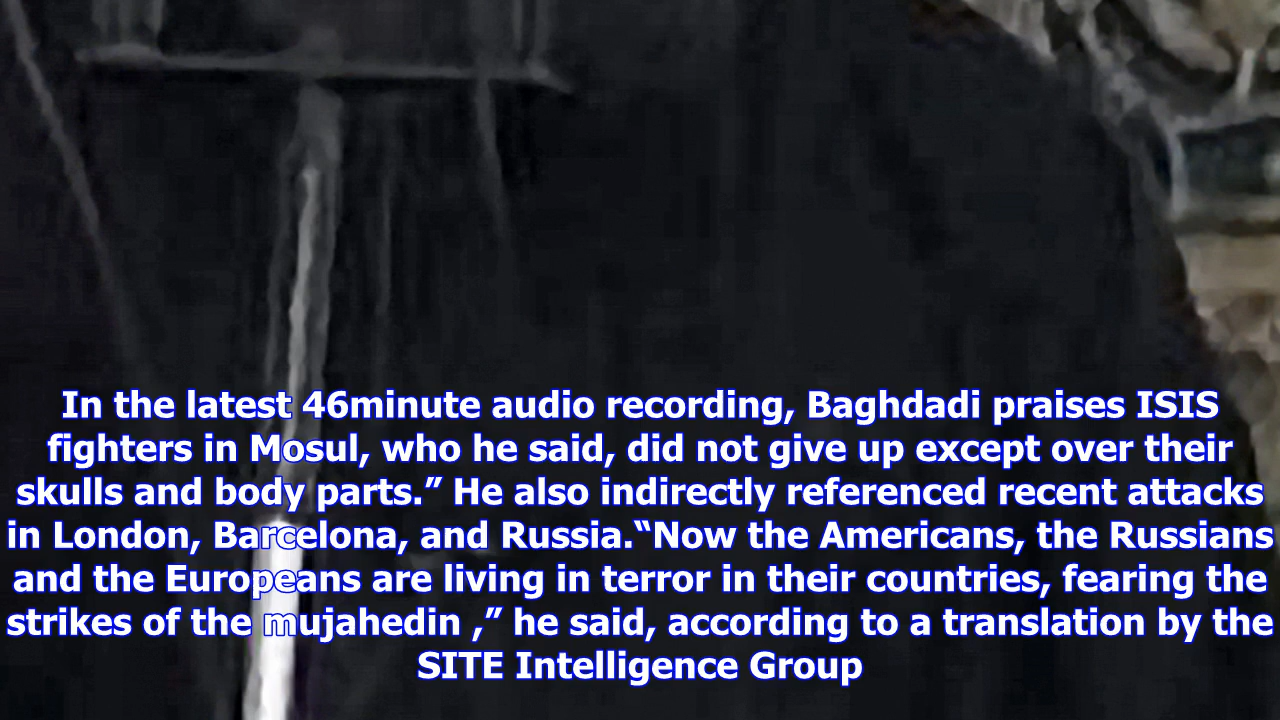 In the latest 46minute audio recording, Baghdadi praises ISIS
fighters in Mosul, who he said, did not give up except over their
skulls and body parts.” He also indirectly referenced recent attacks
in London, Barcelona, and Russia.“Now the Americans, the Russians
and the Europeans are living in terror in their countries, fearing the
strikes of the mujahedin ,” he said, according to a translation by the
SITE Intelligence Group